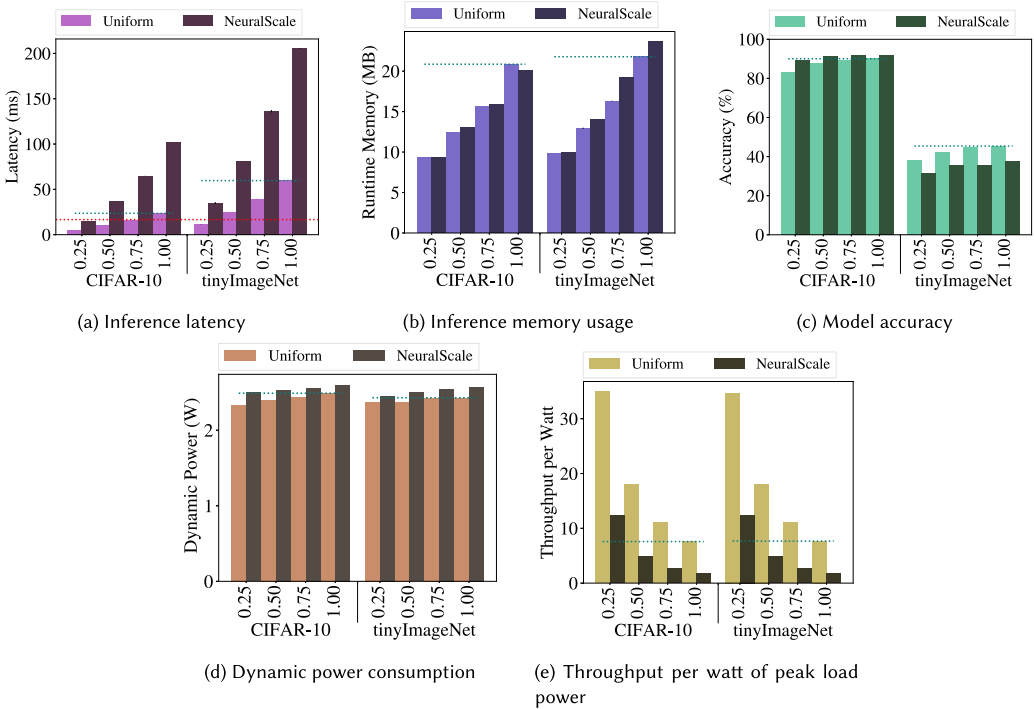 Uniform NeuralScale
Latency (ms)
200
150
100
50
0
0.25 0.50 0.75 1.00 0.25 0.50 0.75 1.00
CIFAR-10 tinyImageNet
(a) Inference latency
Uniform NeuralScale
Runtime Memory (MB)
20
15
10
5
0
0.25 0.50 0.75 1.00 0.25 0.50 0.75 1.00
CIFAR-10 tinyImageNet
(b) Inference memory usage
Uniform NeuralScale
Accuracy (%)
100
80
60
40
20
0
0.25 0.50 0.75 1.00 0.25 0.50 0.75 1.00
CIFAR-10 tinyImageNet
(c) Model accuracy
Uniform NeuralScale
Dynamic Power (W)
2
1
0
0.25 0.50 0.75 1.00 0.25 0.50 0.75 1.00
CIFAR-10 tinyImageNet
(d) Dynamic power consumption
Uniform NeuralScale
Throughput per Watt
30
20
10
0
0.25 0.50 0.75 1.00 0.25 0.50 0.75 1.00
CIFAR-10 tinyImageNet
(e) Throughput per watt of peak load
power